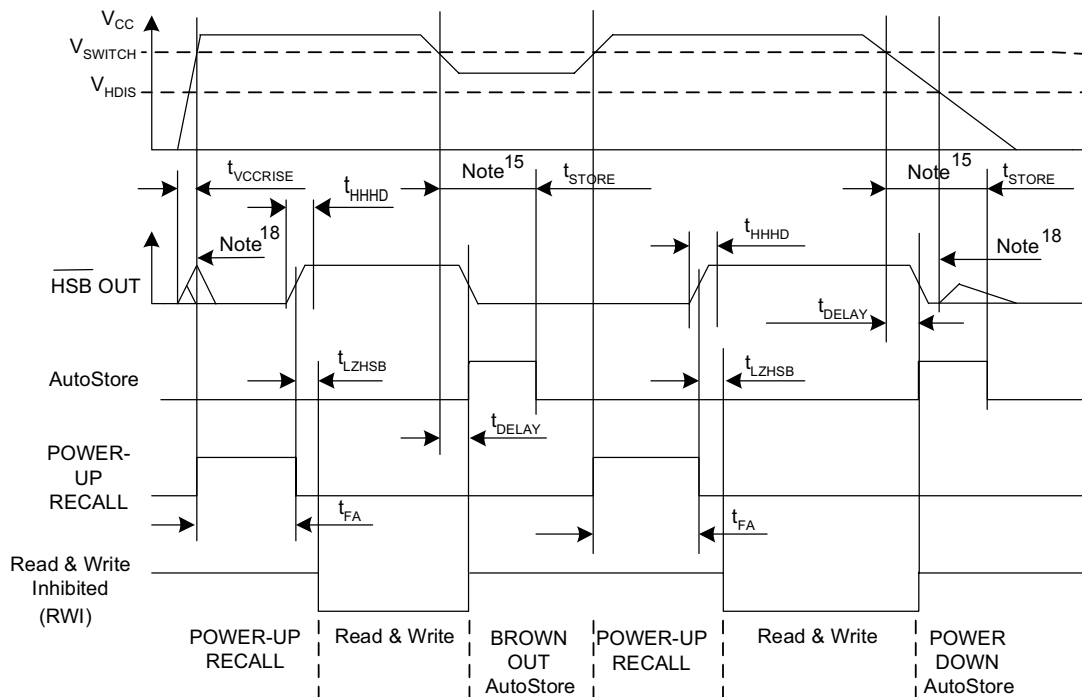 VCC
VSWITCH
VHDIS
tVCCRISE
Note15
tSTORE
Note15
tSTORE
tHHHD
Note18
tHHHD
Note18
HSB OUT
tDELAY
AutoStore
tLZHSB
tLZHSB
tDELAY
POWER-
UP
RECALL
tFA
tFA
Read & Write
Inhibited
(RWI)
POWER-UP
RECALL
Read & Write
BROWN
OUT
AutoStore
POWER-UP
RECALL
Read & Write
POWER
DOWN
AutoStore